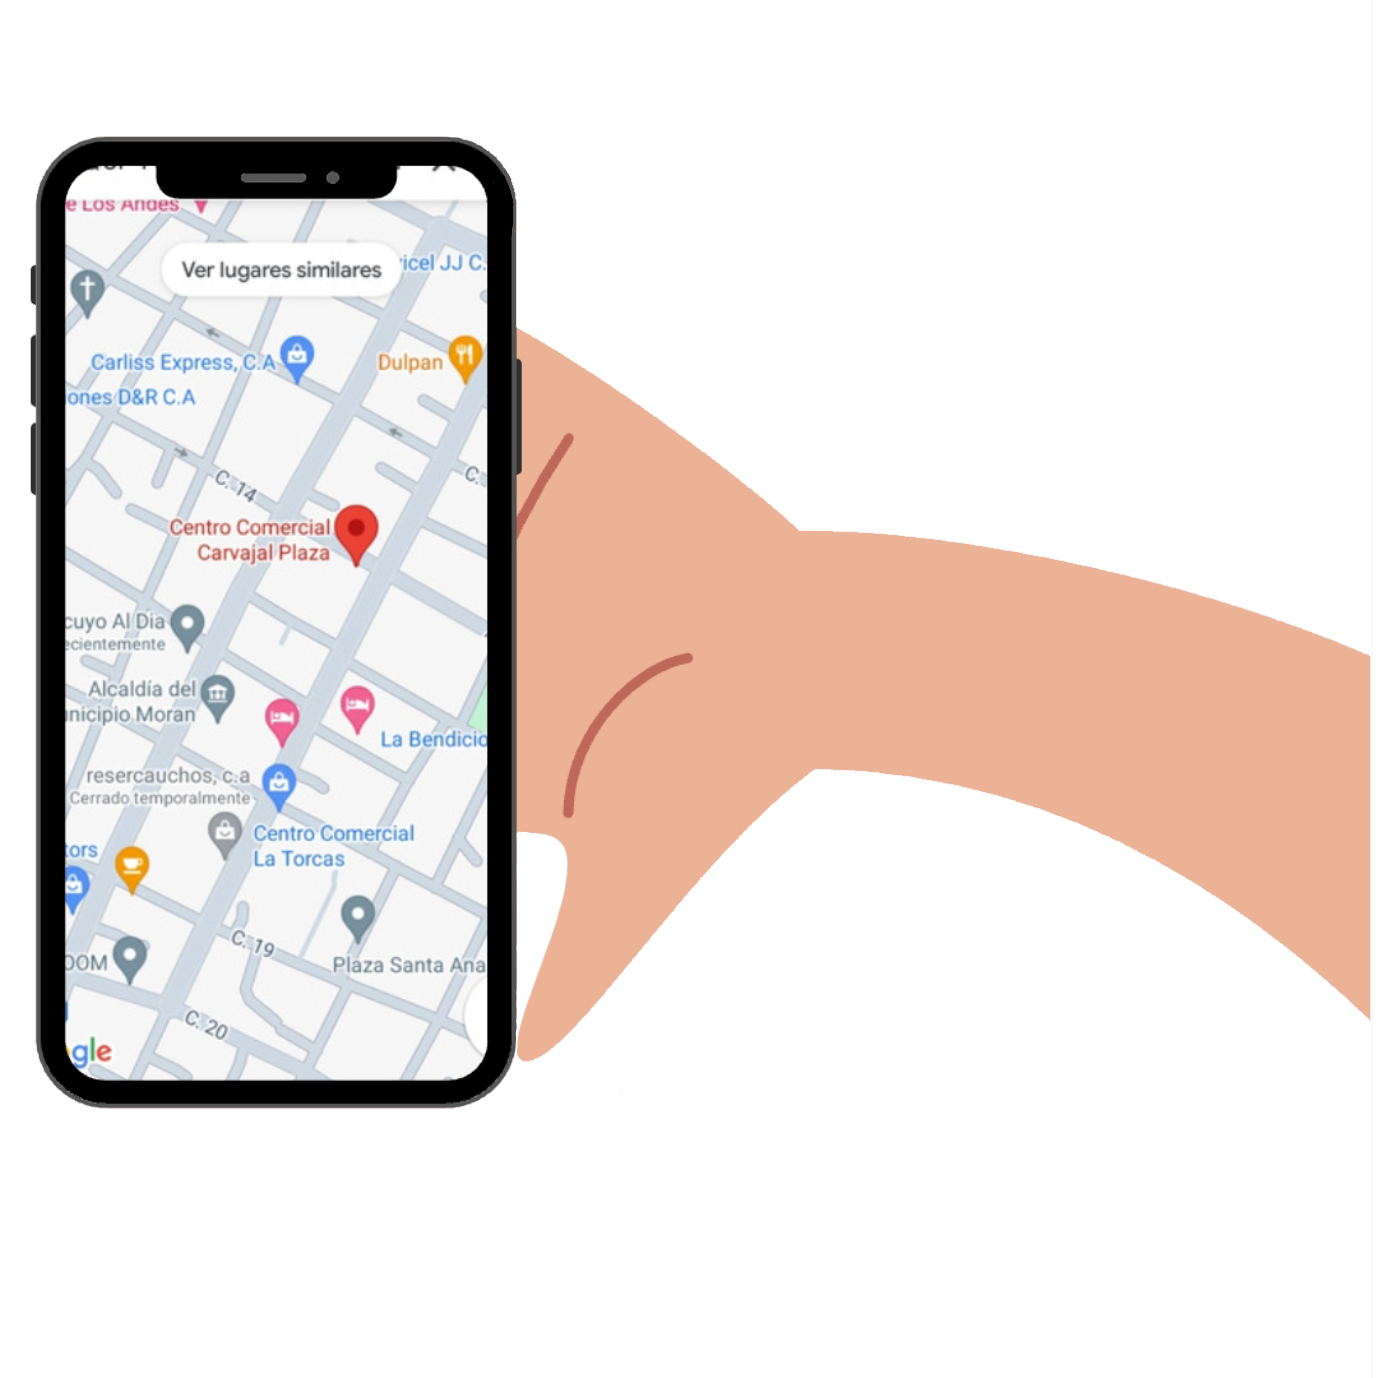 e Los Andes
Ver lugares similares
icel JJ C.
Carliss Express, C.A
Dulpan
ones D&R C.A
C. 14
C.
Centro Comercial
Carvajal Plaza
cuyo Al Día
ecientemente
Alcaldía del
nicipio Moran
La Bendicio
resercauchos, c.a
Cerrado temporalmente
Centro Comercial
La Torcas
tors
C. 19
OOM
Plaza Santa Ana
C. 20
gle